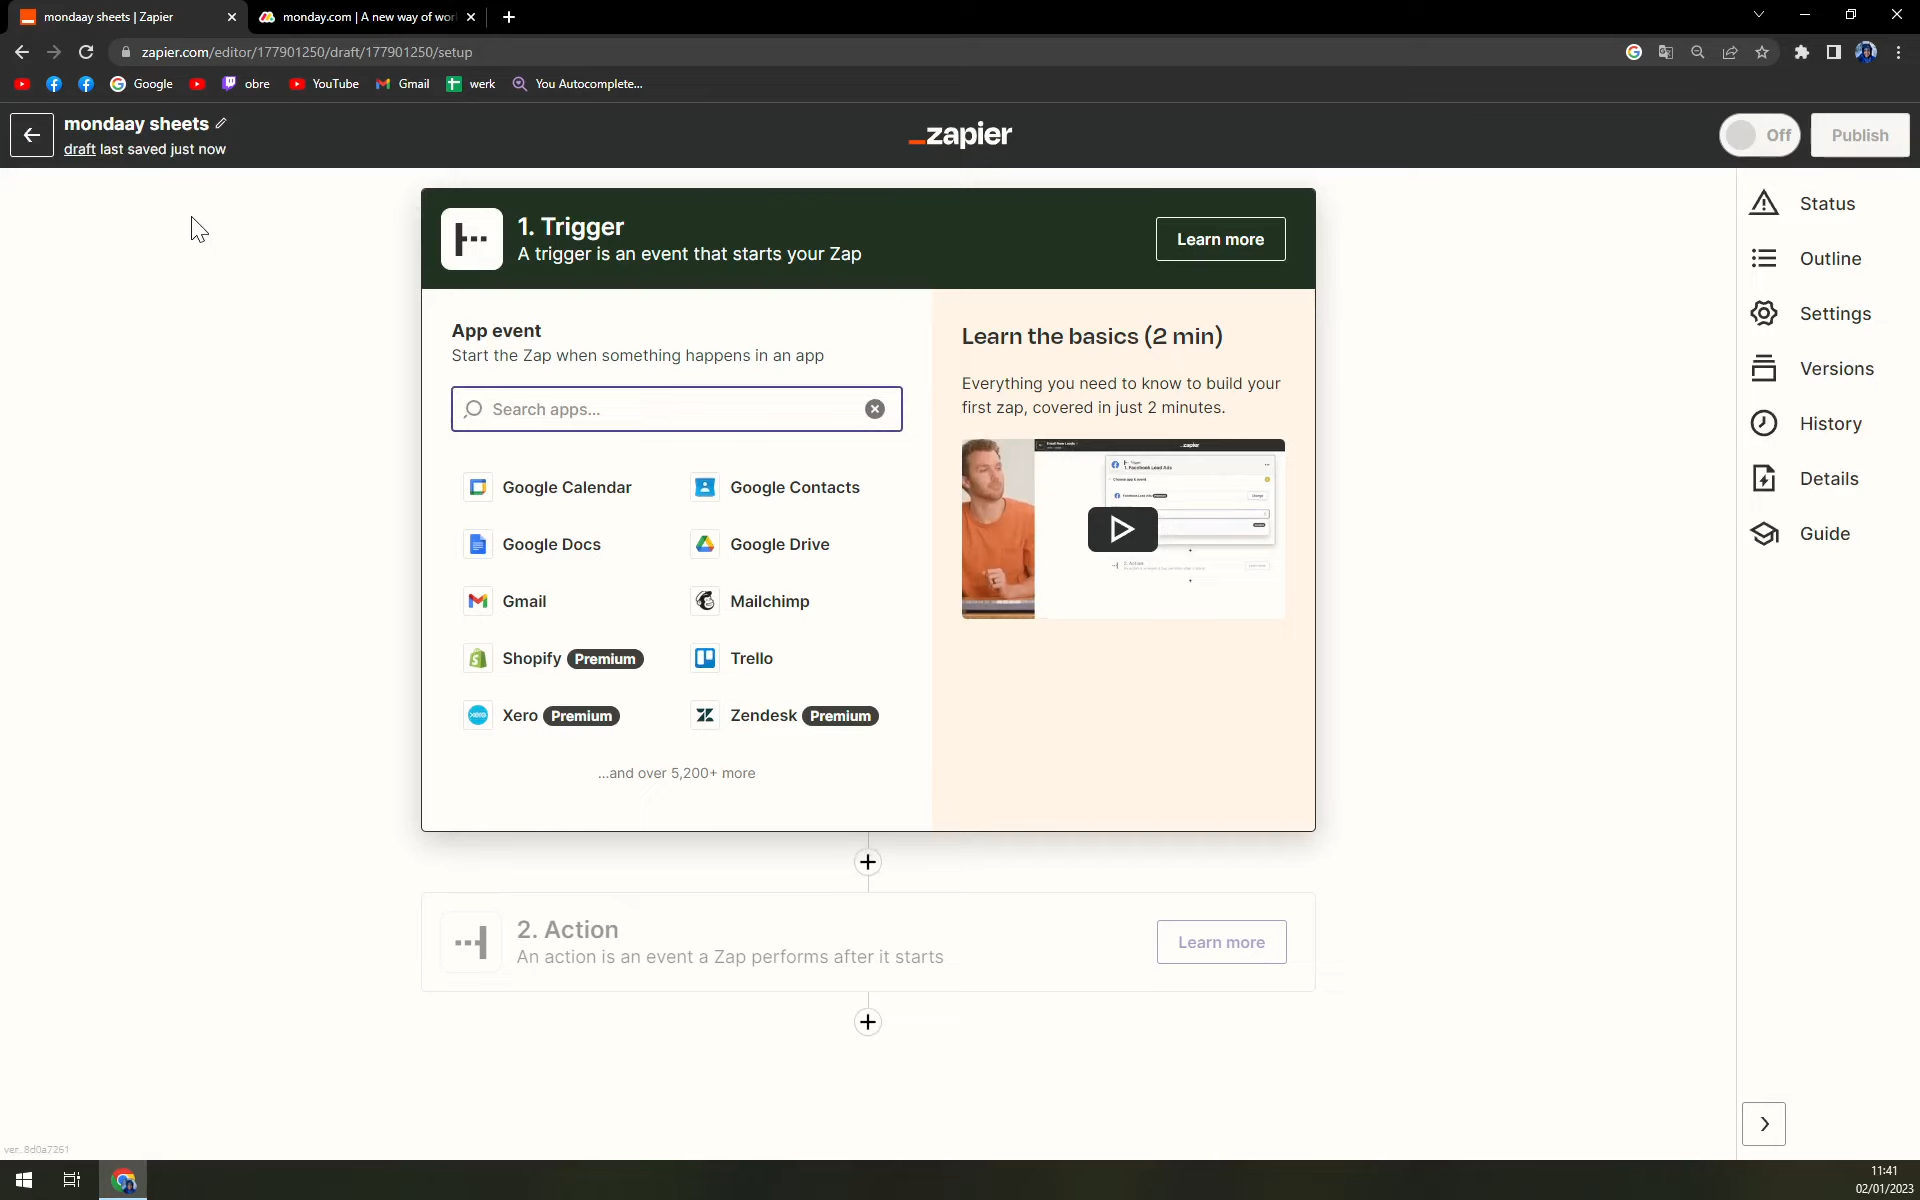 mondaay sheets | Zapier
monday.com | A new way of wor
zapier.com/editor/177901250/draft/177901250/setup
Google
obre
YouTube
Gmail
werk
You Autocomplete...
mondaay sheets
draft last saved just now
zapier
Off
Publish
1. Trigger
A trigger is an event that starts your Zap
Learn more
App event
Start the Zap when something happens in an app
Search apps...
Google Calendar
Google Contacts
Google Docs
Google Drive
Gmail
Mailchimp
Shopify Premium
Trello
Xero Premium
Zendesk Premium
...and over 5,200+ more
Learn the basics (2 min)
Everything you need to know to build your
first zap, covered in just 2 minutes.
2. Action
An action is an event a Zap performs after it starts
Learn more
Status
Outline
Settings
Versions
History
Details
Guide
ver. 8d0a7261
11:41
02/01/2023